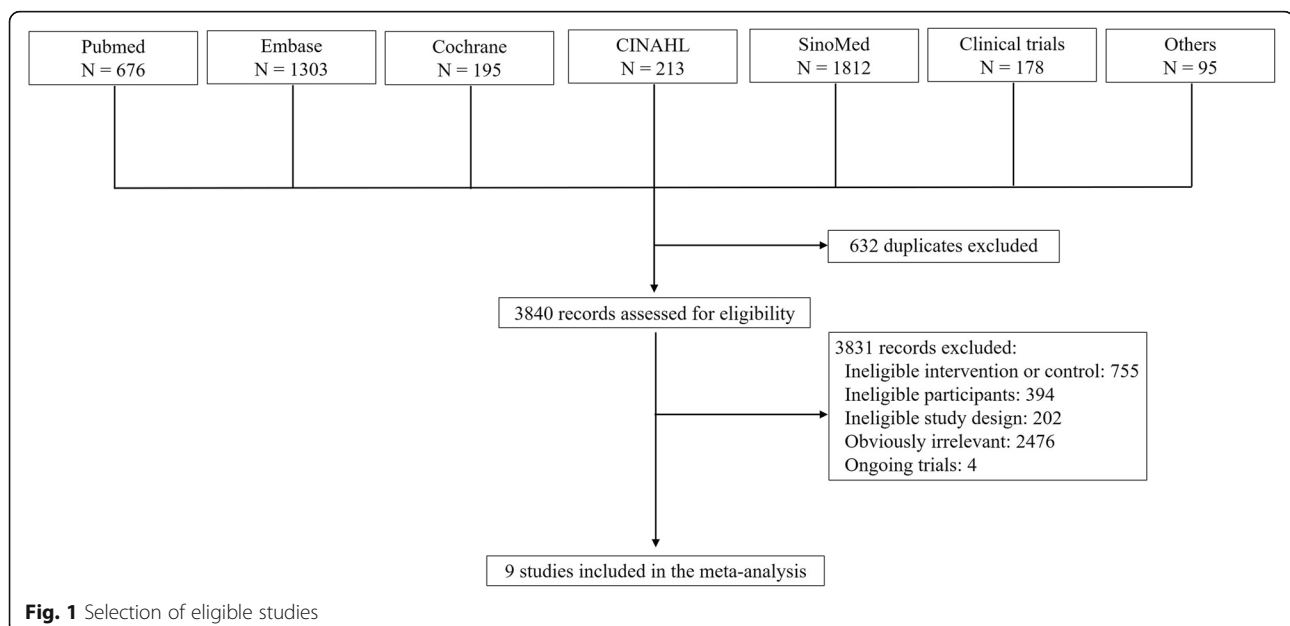 Pubmed
N = 676
Embase
N = 1303
Cochrane
N = 195
CINAHL
N = 213
SinoMed
N = 1812
Clinical trials
N = 178
Others
N = 95
632 duplicates excluded
3840 records assessed for eligibility
3831 records excluded:
Ineligible intervention or control: 755
Ineligible participants: 394
Ineligible study design: 202
Obviously irrelevant: 2476
Ongoing trials: 4
9 studies included in the meta-analysis
Fig. 1 Selection of eligible studies